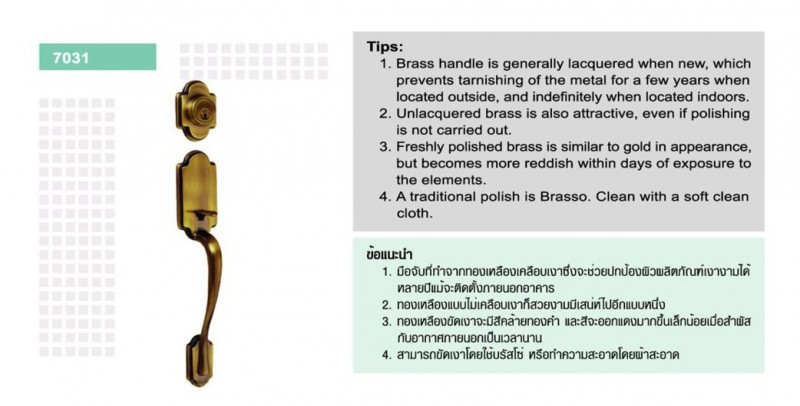 7031
Tips:
1. Brass handle is generally lacquered when new, which
prevents tarnishing of the metal for a few years when
located outside, and indefinitely when located indoors.
2. Unlacquered brass is also attractive, even if polishing
is not carried out.
3. Freshly polished brass is similar to gold in appearance,
but becomes more reddish within days of exposure to
the elements.
4. A traditional polish is Brasso. Clean with a soft clean
cloth.
ข้อแนะนำ
1. มือจับที่ทำจากทองเหลืองเคลือบเงาซึ่งจะช่วยปกป้องผิวผลิตภัณฑ์เงางามได้
หลายปีแม้จะติดตั้งภายนอกอาคาร
2. ทองเหลืองแบบไม่เคลือบเงาก็สวยงามมีเสน่ห์ไปอีกแบบหนึ่ง
3. ทองเหลืองขัดเงาจะมีสีคล้ายทองคำ และสีจะออกแดงมากขึ้นเล็กน้อยเมื่อสำผัส
กับอากาศภายนอกเป็นเวลานาน
4. สามารถขัดเงาโดยใช้บรัสโซ่ หรือทำความสะอาดโดยผ้าสะอาด